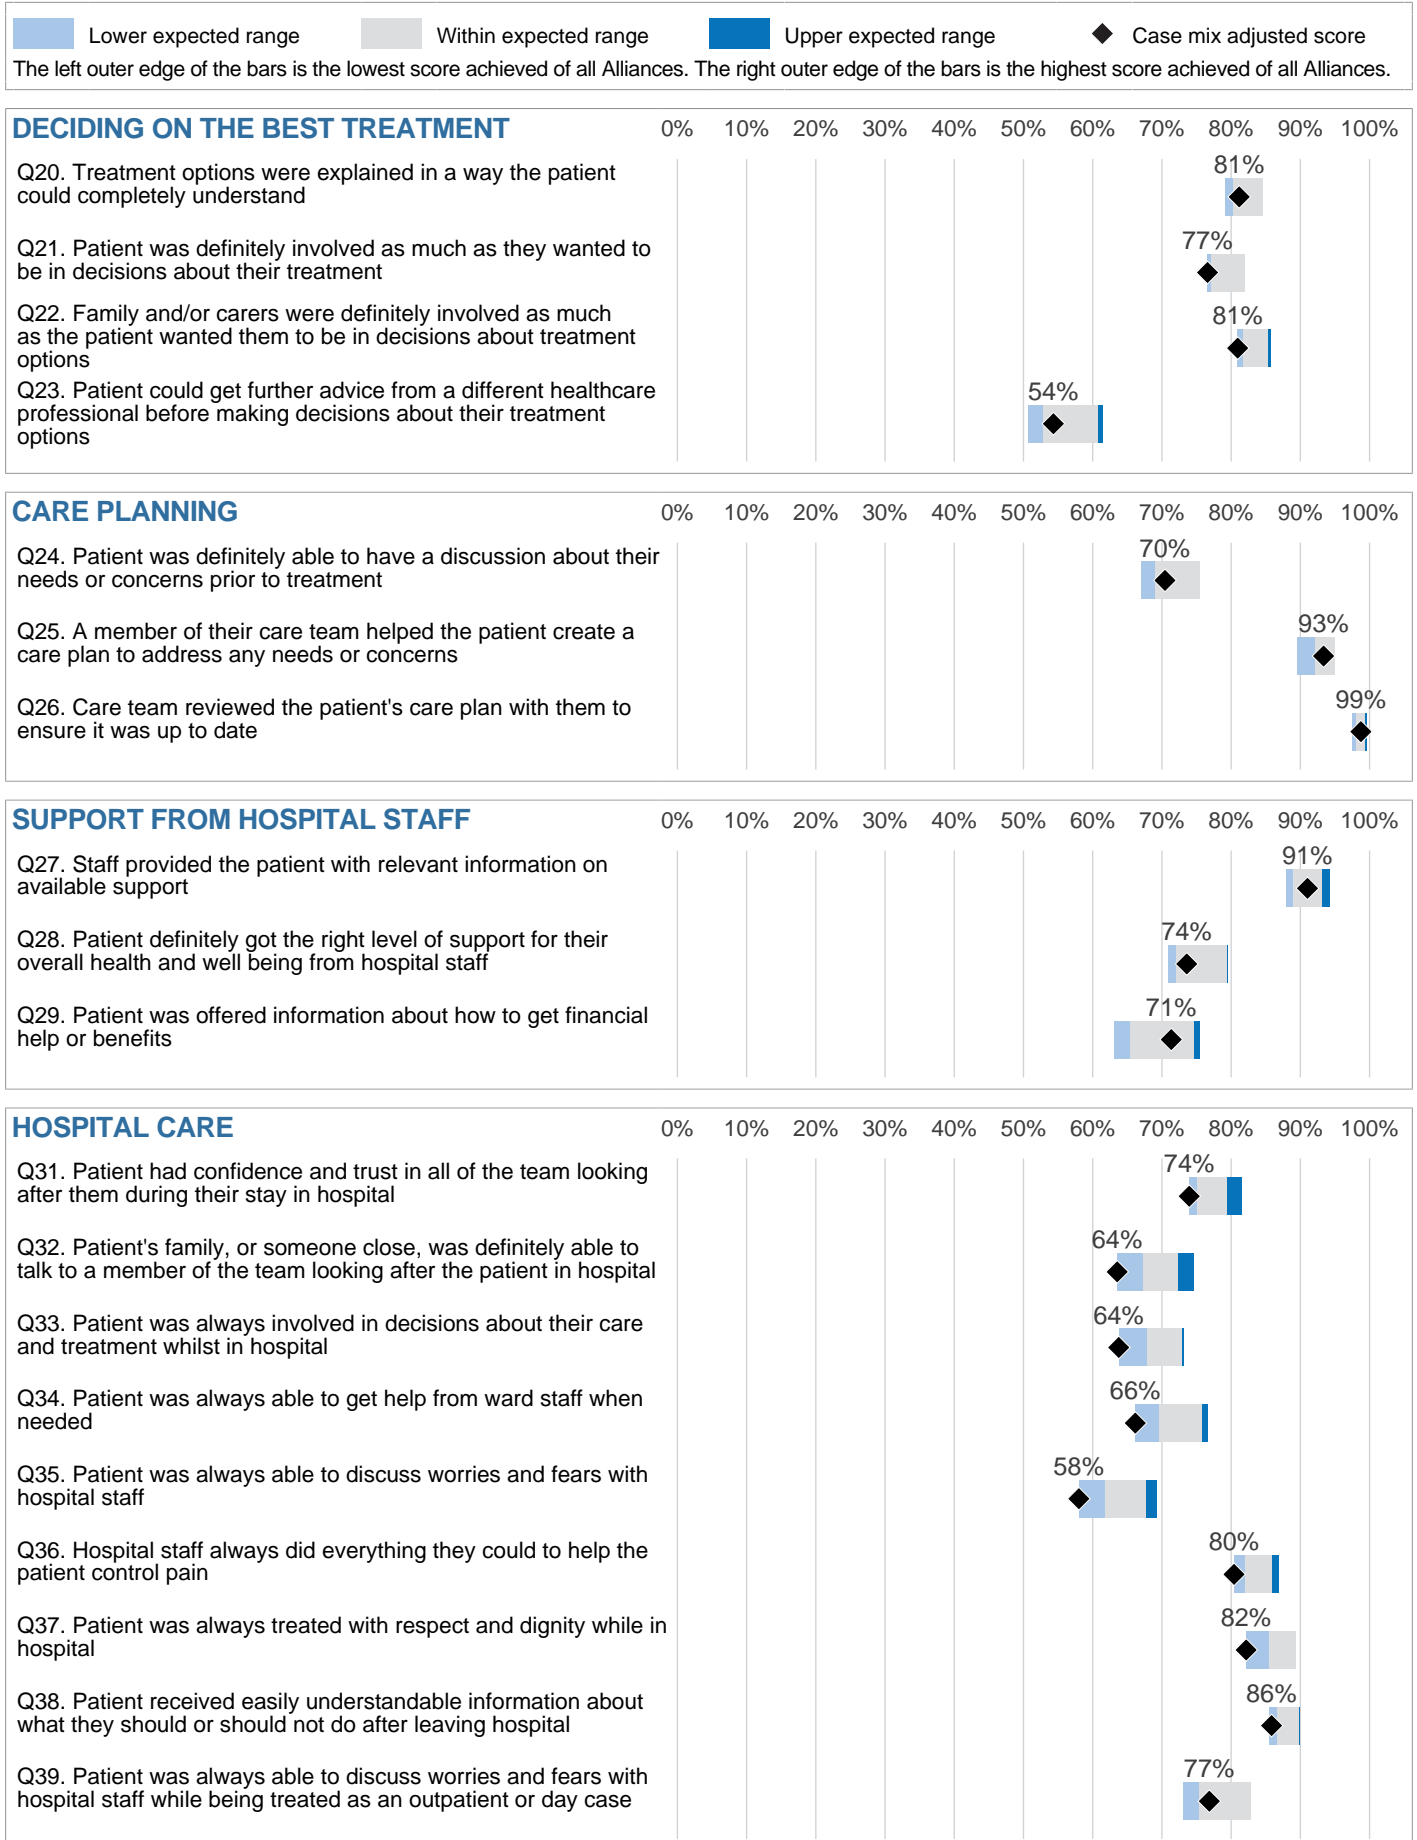 Lower expected range Within expected range Upper expected range Case mix adjusted score
The left outer edge of the bars is the lowest score achieved of all Alliances. The right outer edge of the bars is the highest score achieved of all Alliances.
DECIDING ON THE BEST TREATMENT 0% 10% 20% 30% 40% 50% 60% 70% 80% 90% 100%
Q20. Treatment options were explained in a way the patient
could completely understand
81%
Q21. Patient was definitely involved as much as they wanted to
be in decisions about their treatment
77%
Q22. Family and/or carers were definitely involved as much
as the patient wanted them to be in decisions about treatment
options
81%
Q23. Patient could get further advice from a different healthcare
professional before making decisions about their treatment
options
54%
CARE PLANNING 0% 10% 20% 30% 40% 50% 60% 70% 80% 90% 100%
Q24. Patient was definitely able to have a discussion about their
needs or concerns prior to treatment
70%
Q25. A member of their care team helped the patient create a
care plan to address any needs or concerns
93%
Q26. Care team reviewed the patient's care plan with them to
ensure it was up to date
99%
SUPPORT FROM HOSPITAL STAFF 0% 10% 20% 30% 40% 50% 60% 70% 80% 90% 100%
Q27. Staff provided the patient with relevant information on
available support
91%
Q28. Patient definitely got the right level of support for their
overall health and well being from hospital staff
74%
Q29. Patient was offered information about how to get financial
help or benefits
71%
HOSPITAL CARE 0% 10% 20% 30% 40% 50% 60% 70% 80% 90% 100%
Q31. Patient had confidence and trust in all of the team looking
after them during their stay in hospital
74%
Q32. Patient's family, or someone close, was definitely able to
talk to a member of the team looking after the patient in hospital
64%
Q33. Patient was always involved in decisions about their care
and treatment whilst in hospital
64%
Q34. Patient was always able to get help from ward staff when
needed
66%
Q35. Patient was always able to discuss worries and fears with
hospital staff
58%
Q36. Hospital staff always did everything they could to help the
patient control pain
80%
Q37. Patient was always treated with respect and dignity while in
hospital
82%
Q38. Patient received easily understandable information about
what they should or should not do after leaving hospital
86%
Q39. Patient was always able to discuss worries and fears with
hospital staff while being treated as an outpatient or day case
77%